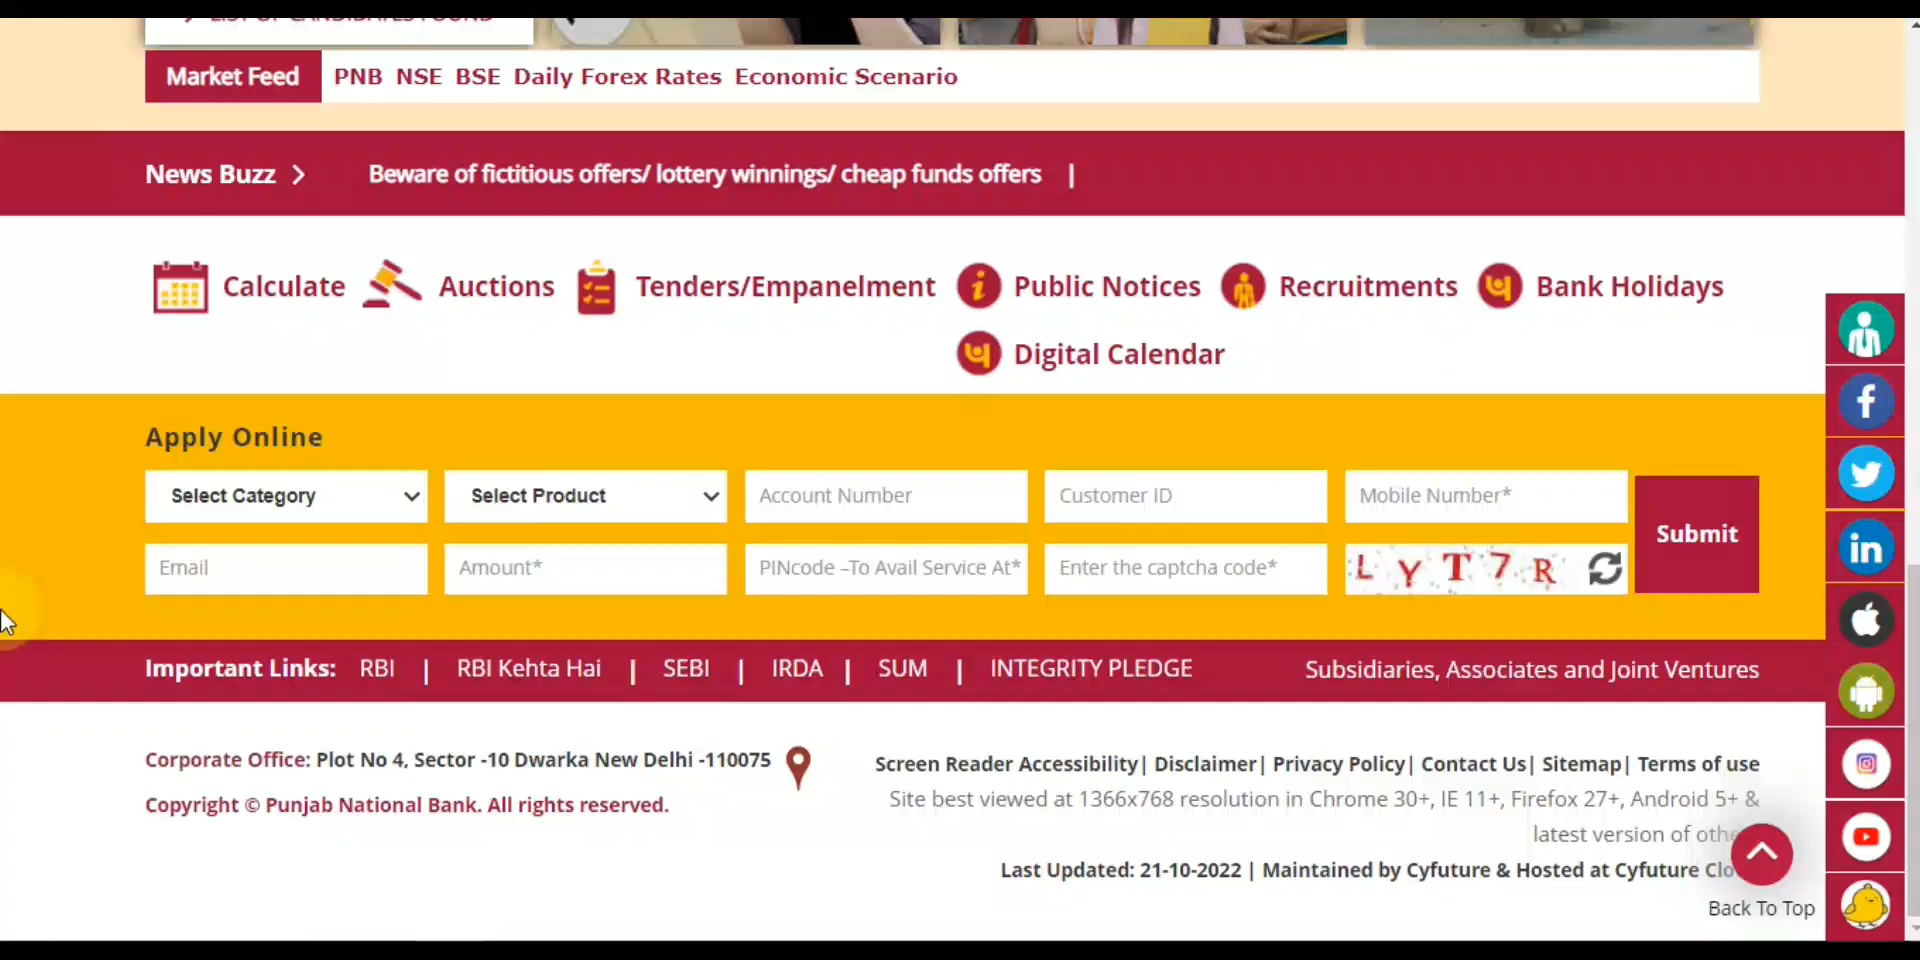 LIST OF CANDIDATES FOUND
Market Feed PNB NSE BSE Daily Forex Rates Economic Scenario
News Buzz Beware of fictitious offers/ lottery winnings/ cheap funds offers |
Calculate Auctions Tenders/Empanelment Public Notices Recruitments Bank Holidays
Digital Calendar
Apply Online
Select Category Select Product Account Number Customer ID Mobile Number*
Submit
Email Amount* PINcode –To Avail Service At* Enter the captcha code* L Y T 7 R
Important Links: RBI | RBI Kehta Hai | SEBI | IRDA | SUM | INTEGRITY PLEDGE Subsidiaries, Associates and Joint Ventures
Corporate Office: Plot No 4, Sector -10 Dwarka New Delhi -110075
Copyright © Punjab National Bank. All rights reserved.
Screen Reader Accessibility| Disclaimer| Privacy Policy| Contact Us| Sitemap| Terms of use
Site best viewed at 1366x768 resolution in Chrome 30+, IE 11+, Firefox 27+, Android 5+ &
latest version of
Last Updated: 21-10-2022 | Maintained by Cyfuture & Hosted at Cyfuture
Back To Top